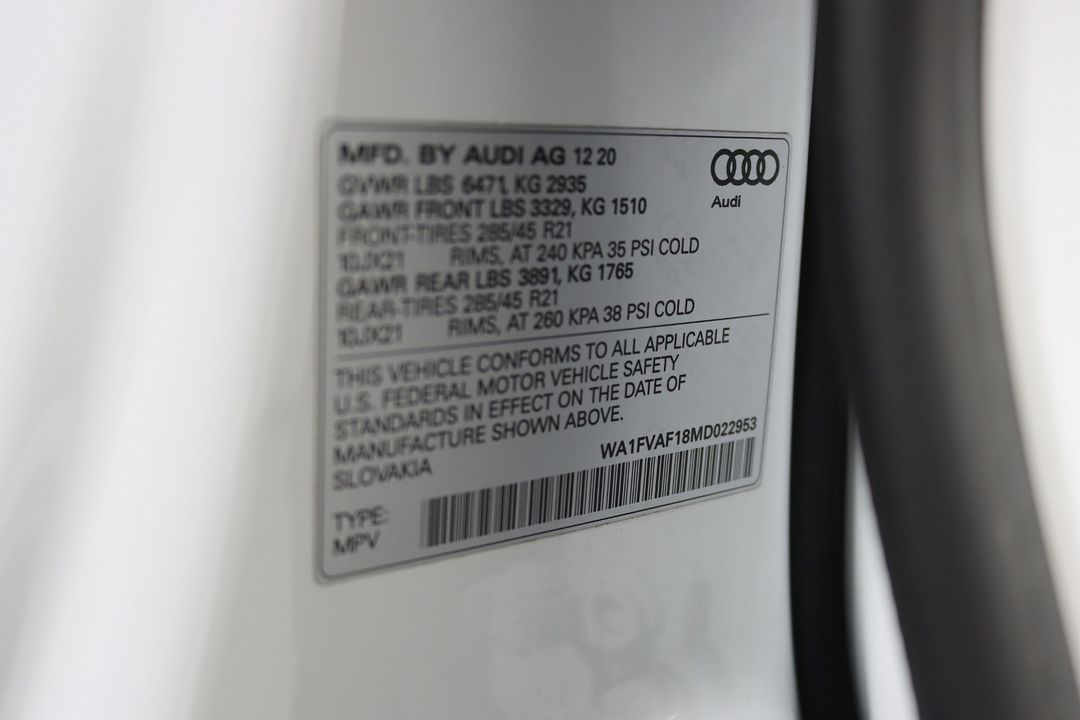 MFD. BY AUDI AG 12 20
GVWR LBS 6471, KG 2935
GAWR FRONT LBS 3329, KG 1510
FRONT-TIRES 285/45 R21
10JX21 RIMS, AT 240 KPA 35 PSI COLD
GAWR REAR LBS 3891, KG 1765
REAR-TIRES 285/45 R21
10JX21 RIMS, AT 260 KPA 38 PSI COLD
Audi
THIS VEHICLE CONFORMS TO ALL APPLICABLE
U.S. FEDERAL MOTOR VEHICLE SAFETY
STANDARDS IN EFFECT ON THE DATE OF
MANUFACTURE SHOWN ABOVE.
SLOVAKIA
WA1FVAF18MD022953
TYPE:
MPV